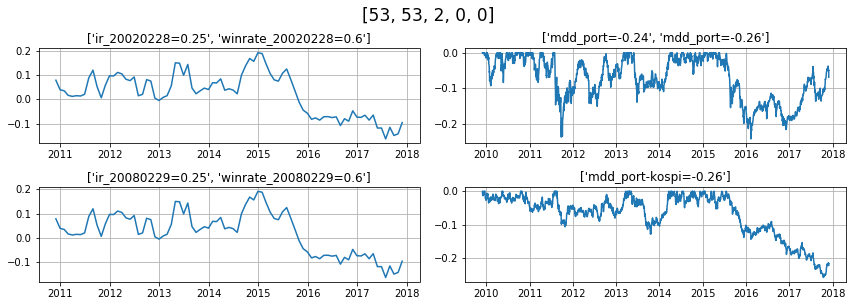 [53, 53, 2, 0, 0]
['ir_20020228=0.25', 'winrate_20020228=0.6']
0.2
0.1
0.0
−0.1
2011 2012 2013 2014 2015 2016 2017 2018
['mdd_port=-0.24', 'mdd_port=-0.26']
0.0
−0.1
−0.2
2010 2011 2012 2013 2014 2015 2016 2017 2018
['ir_20080229=0.25', 'winrate_20080229=0.6']
0.2
0.1
0.0
−0.1
2011 2012 2013 2014 2015 2016 2017 2018
['mdd_port-kospi=-0.26']
0.0
−0.1
−0.2
2010 2011 2012 2013 2014 2015 2016 2017 2018